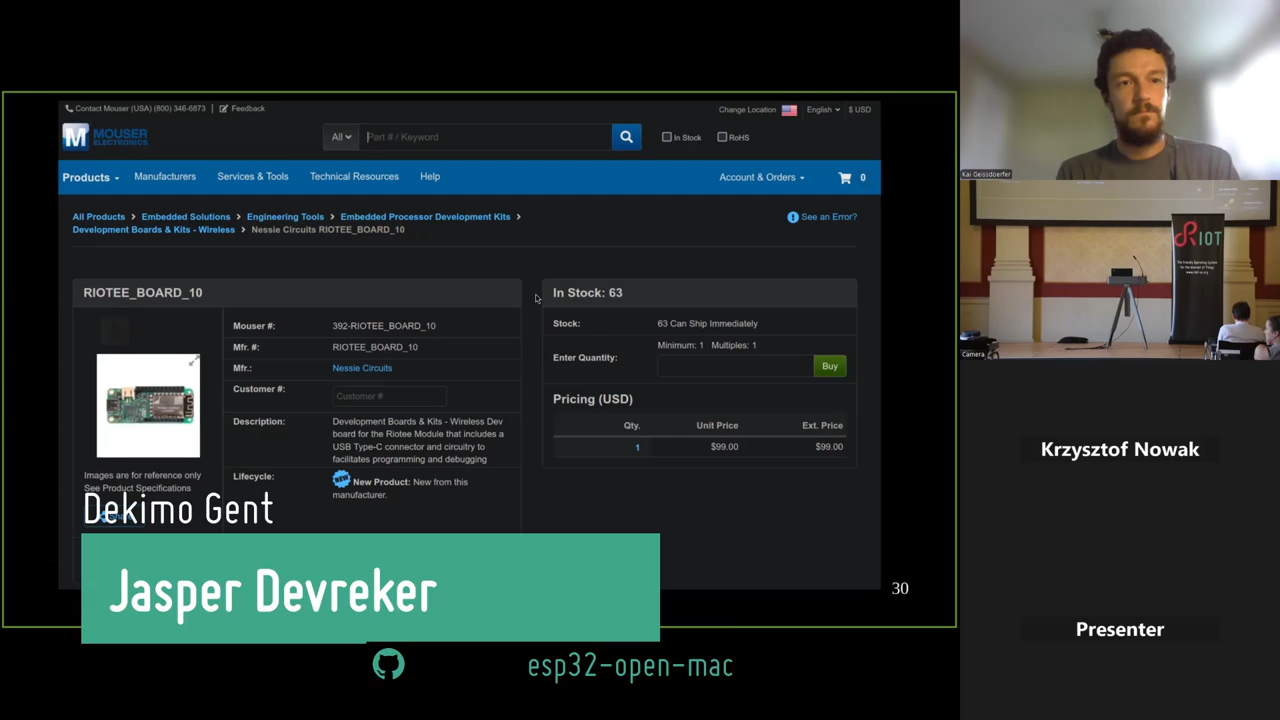 Contact Mouser (USA) (800) 346-6873 | Feedback
Change Location English $ USD
MOUSER
ELECTRONICS
All Part # / Keyword In Stock RoHS
Products Manufacturers Services & Tools Technical Resources Help Account & Orders 0
All Products > Embedded Solutions > Engineering Tools > Embedded Processor Development Kits >
Development Boards & Kits - Wireless > Nessie Circuits RIOTEE_BOARD_10
See an Error?
RIOTEE_BOARD_10
Mouser #: 392-RIOTEE_BOARD_10
Mfr. #: RIOTEE_BOARD_10
Mfr.: Nessie Circuits
Customer #: Customer #
Description: Development Boards & Kits - Wireless Dev
board for the Riotee Module that includes a
USB Type-C connector and circuitry to
facilitates programming and debugging
Lifecycle: New Product: New from this
manufacturer.
Images are for reference only
See Product Specifications
In Stock: 63
Stock: 63 Can Ship Immediately
Minimum: 1 Multiples: 1
Enter Quantity: Buy
Pricing (USD)
Qty. Unit Price Ext. Price
1 $99.00 $99.00
30
Dekimo Gent
Jasper Devreker
esp32-open-mac
Kai Geissdoerfer
RIOT
Camera
Krzysztof Nowak
Presenter